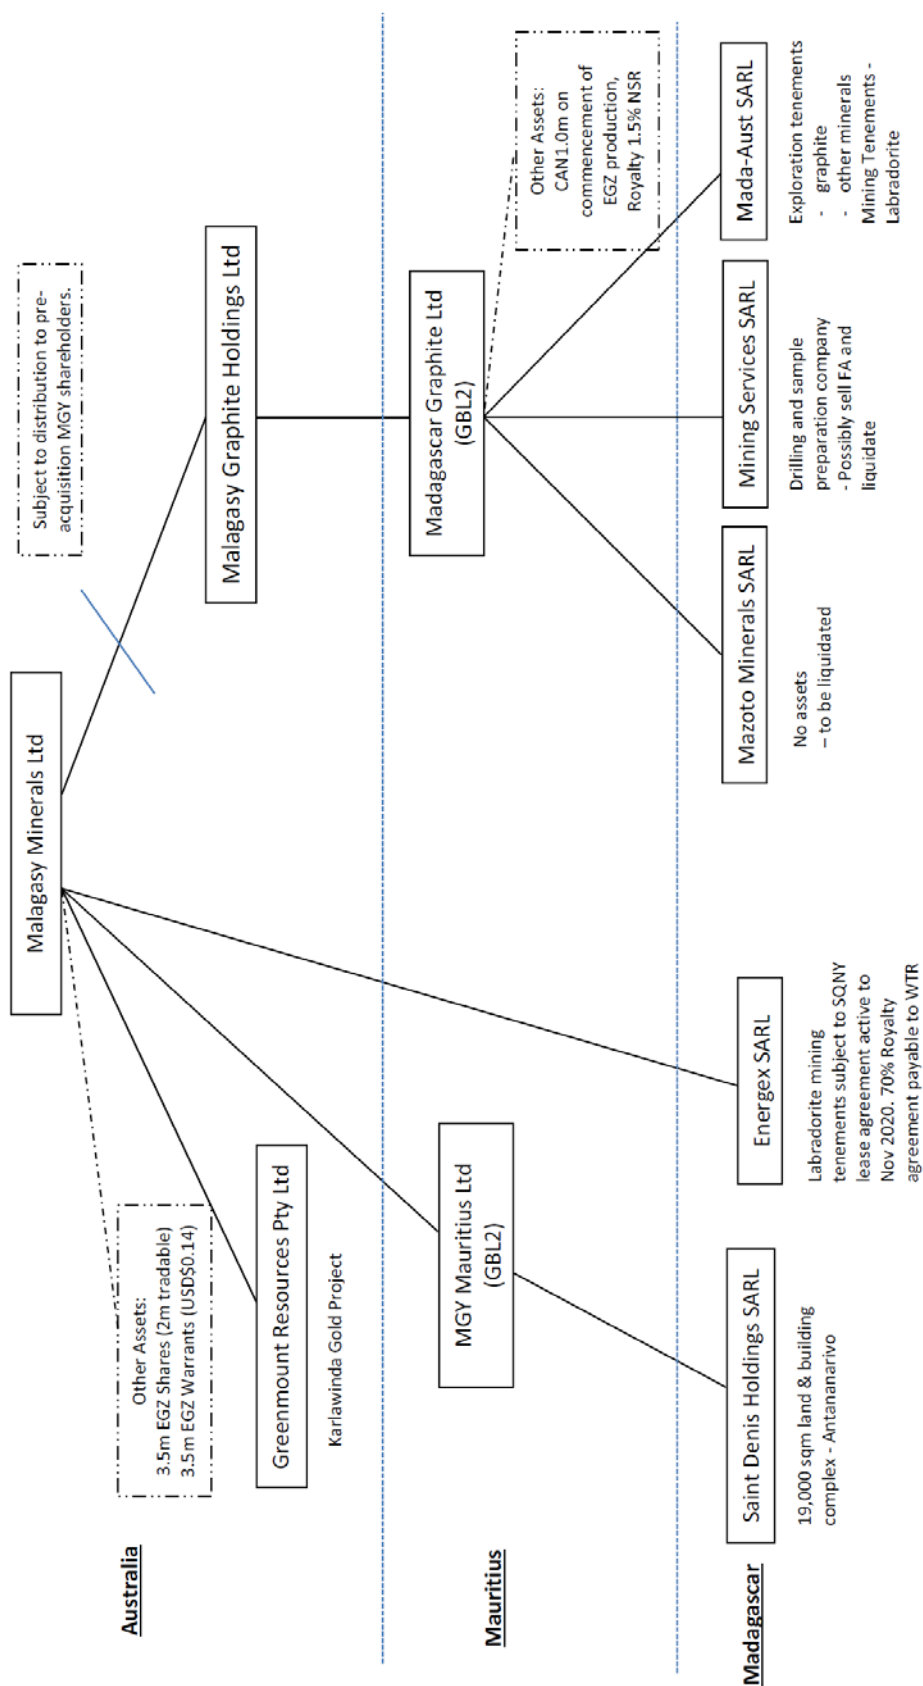 Malagasy Minerals Ltd
Subject to distribution to pre-
acquisition MGY shareholders.
Australia
Other Assets:
3.5m EGZ Shares (2m tradable)
3.5m EGZ Warrants (USD$0.14)
Greenmount Resources Pty Ltd
Karlawinda Gold Project
Malagasy Graphite Holdings Ltd
Mauritius
MGY Mauritius Ltd
(GBL2)
Madagascar Graphite Ltd
(GBL2)
Other Assets:
CAN1.0m on
commencement of
EGZ production,
Royalty 1.5% NSR
Madagascar
Saint Denis Holdings SARL
19,000 sqm land & building
complex - Antananarivo
Energex SARL
Labradorite mining
tenements subject to SQNY
lease agreement active to
Nov 2020. 70% Royalty
agreement payable to WTR
Mazoto Minerals SARL
No assets
– to be liquidated
Mining Services SARL
Drilling and sample
preparation company
- Possibly sell FA and
liquidate
Mada-Aust SARL
Exploration tenements
- graphite
- other minerals
Mining Tenements -
Labradorite